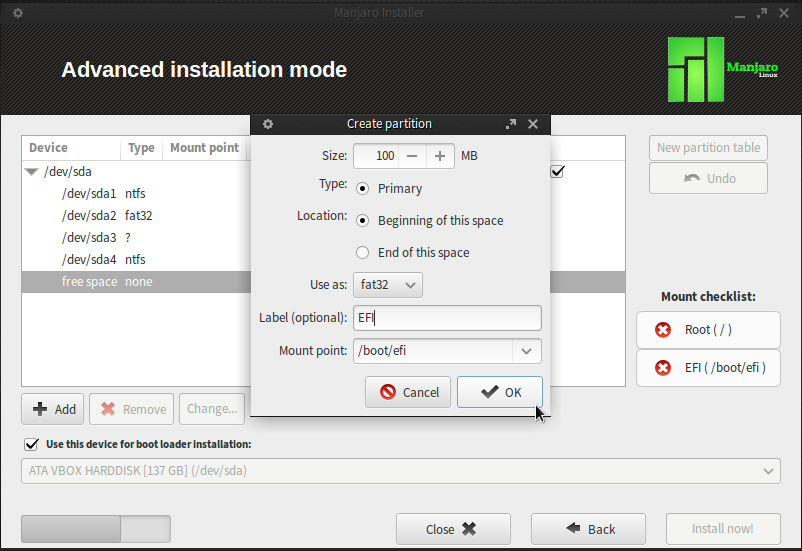 Manjaro Installer
Advanced installation mode
Manjaro
Linux
Create partition
Size: 100 MB
Type: Primary
Location: Beginning of this space
End of this space
Use as: fat32
Label (optional): EFI
Mount point: /boot/efi
Cancel OK
Device Type Mount point
/dev/sda
/dev/sda1 ntfs
/dev/sda2 fat32
/dev/sda3 ?
/dev/sda4 ntfs
free space none
New partition table
Undo
Mount checklist:
Root ( / )
EFI ( /boot/efi )
Add Remove Change...
Use this device for boot loader installation:
ATA VBOX HARDDISK [137 GB] (/dev/sda)
Close Back Install now!